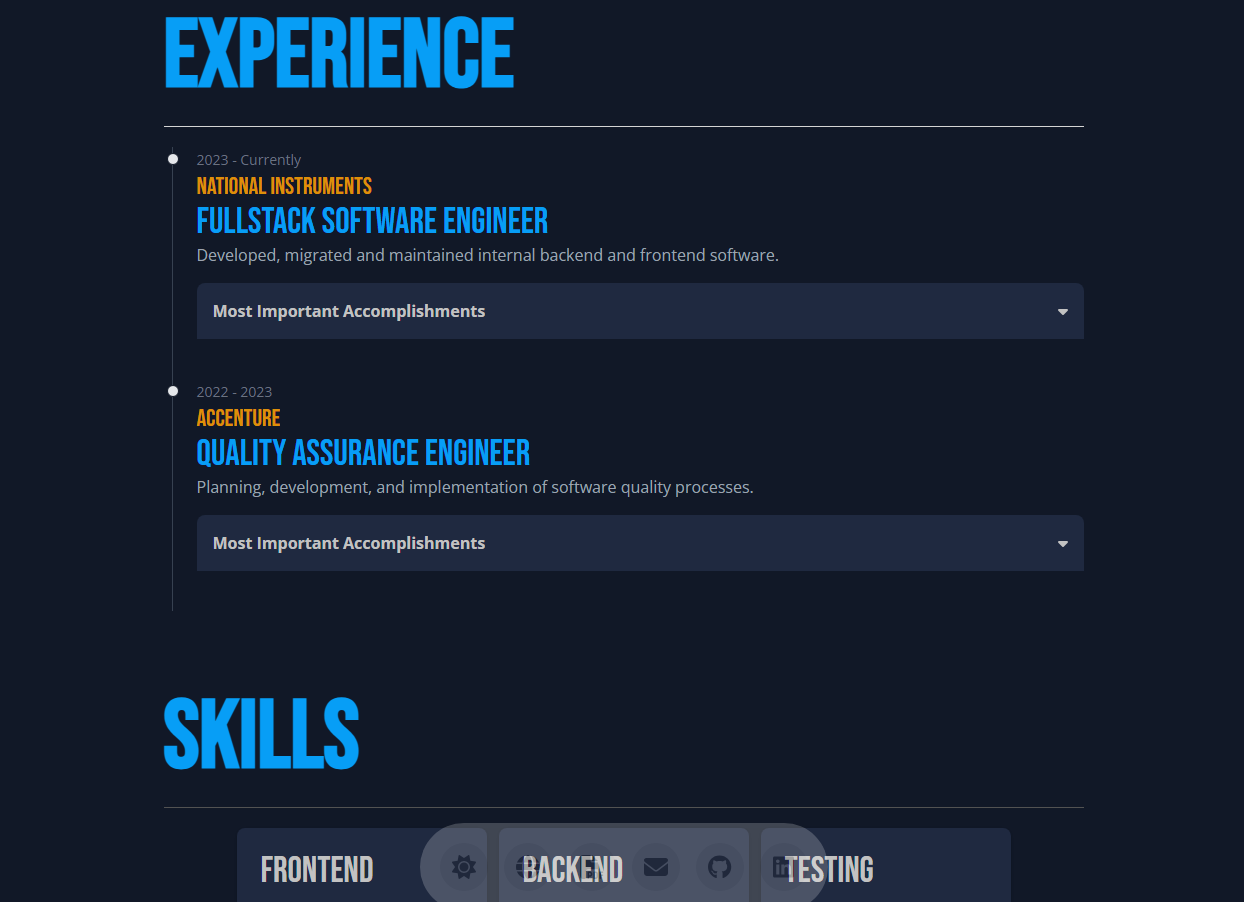 EXPERIENCE
2023 - Currently
NATIONAL INSTRUMENTS
FULLSTACK SOFTWARE ENGINEER
Developed, migrated and maintained internal backend and frontend software.
Most Important Accomplishments
2022 - 2023
ACCENTURE
QUALITY ASSURANCE ENGINEER
Planning, development, and implementation of software quality processes.
Most Important Accomplishments
SKILLS
FRONTEND BACKEND TESTING